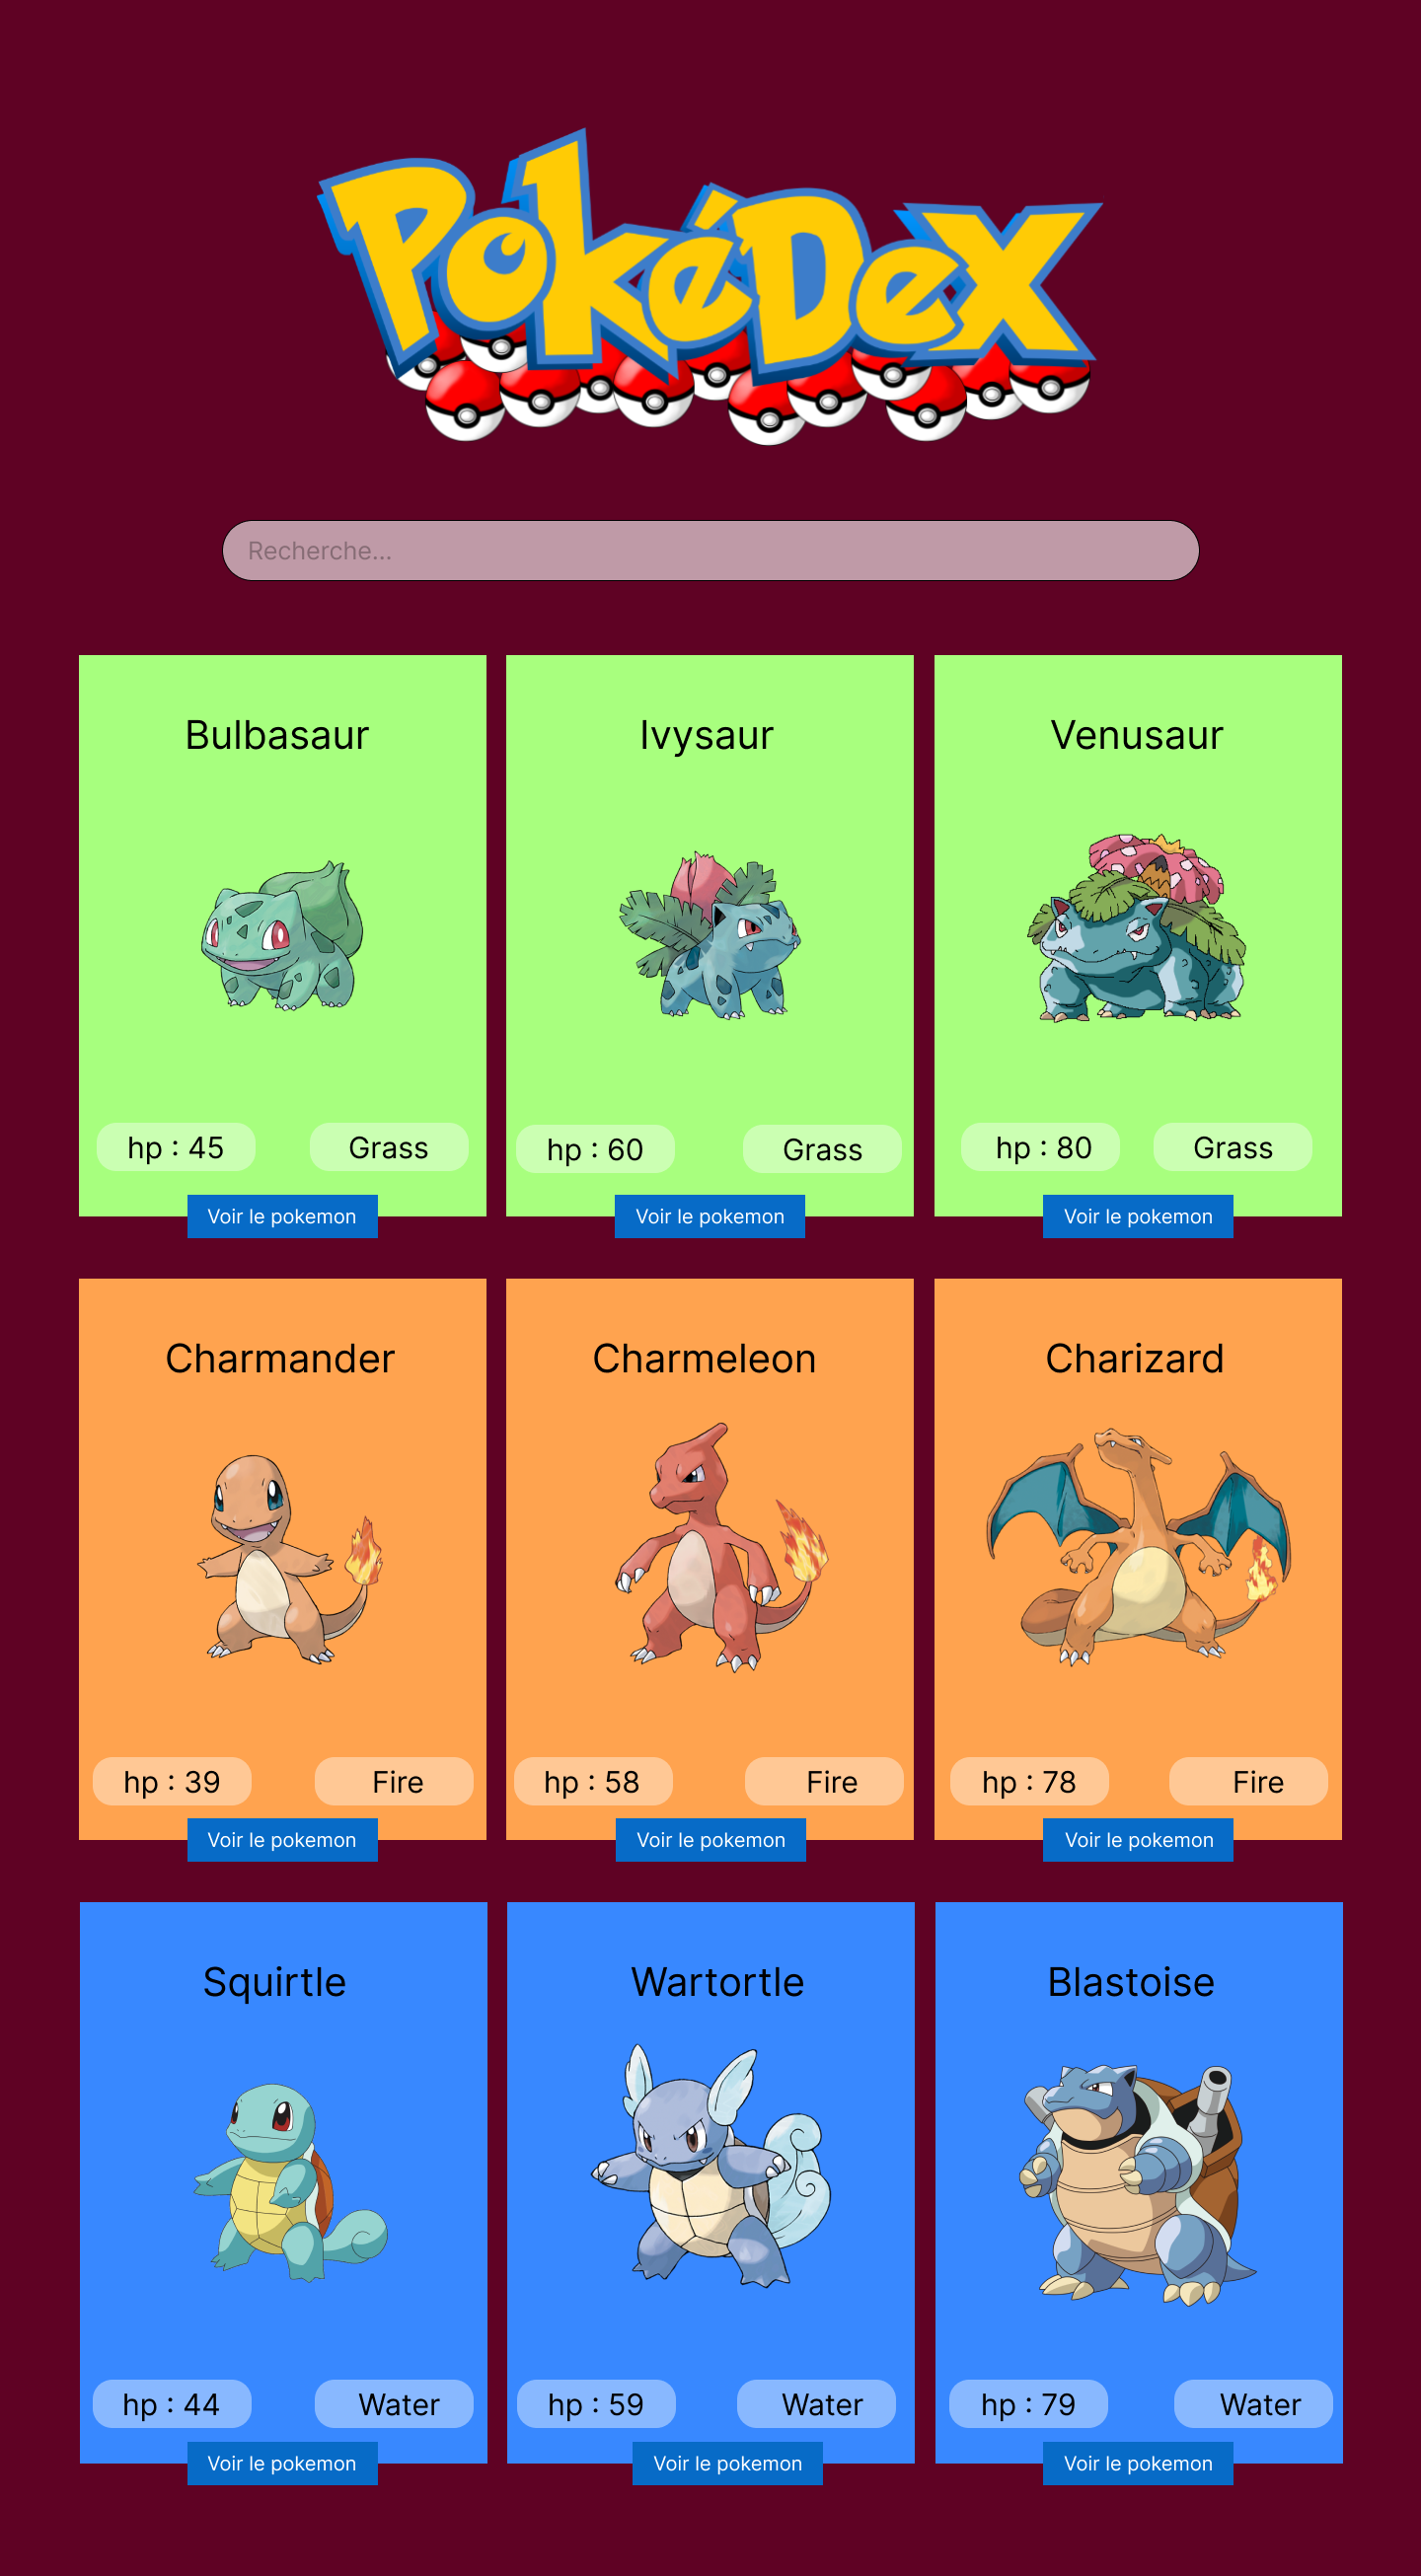 PokéDex
Recherche...
Bulbasaur
Ivysaur
Venusaur
hp : 45
Grass
hp : 60
Grass
hp : 80
Grass
Voir le pokemon
Voir le pokemon
Voir le pokemon
Charmander
Charmeleon
Charizard
hp : 39
Fire
hp : 58
Fire
hp : 78
Fire
Voir le pokemon
Voir le pokemon
Voir le pokemon
Squirtle
Wartortle
Blastoise
hp : 44
Water
hp : 59
Water
hp : 79
Water
Voir le pokemon
Voir le pokemon
Voir le pokemon